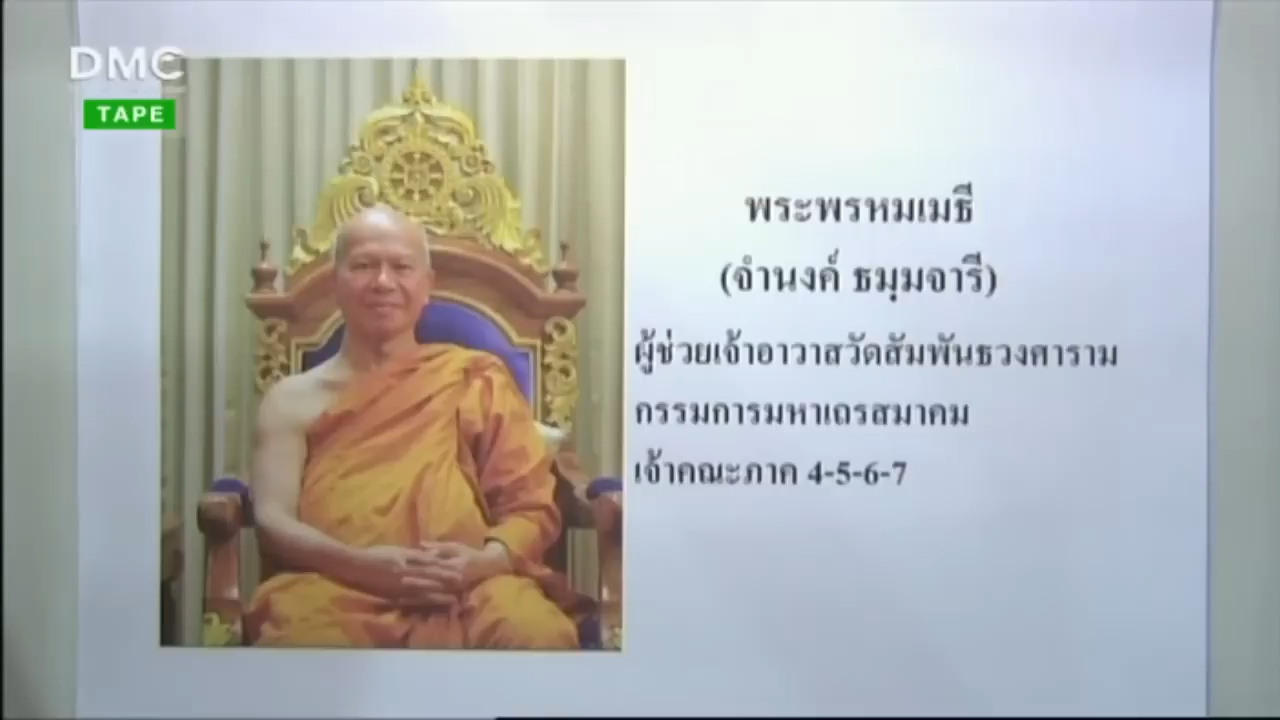 DMC
TAPE
พระพรหมเมธี
(จำนงค์ ธมฺมจารี)
ผู้ช่วยเจ้าอาวาสวัดสัมพันธวงศาราม
กรรมการมหาเถรสมาคม
เจ้าคณะภาค 4-5-6-7